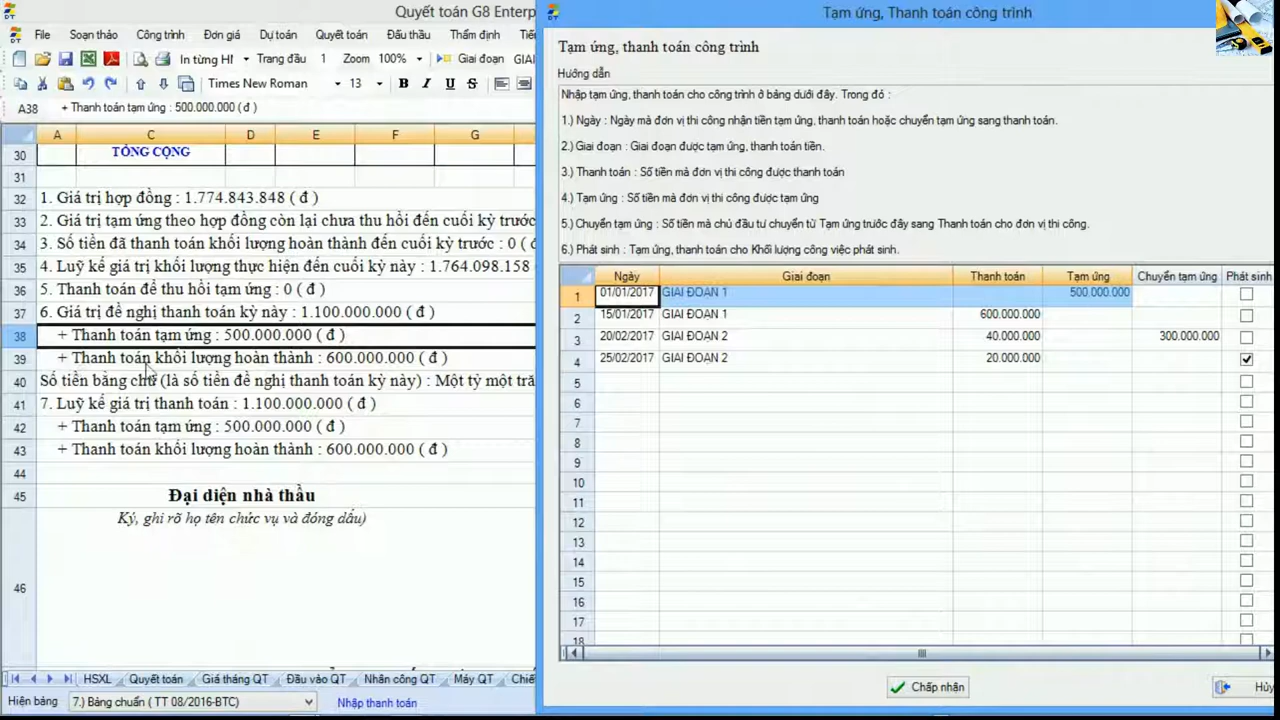 Quyết toán G8 Enterp
File Soạn thảo Công trình Đơn giá Dự toán Quyết toán Đấu thầu Thẩm định
In từng Trang đầu 1 Zoom 100% Giai đoạn GIAI
Times New Roman 13 B I U S
A38 + Thanh toán tạm ứng : 500.000.000 ( đ )
A C D E F G
30 TỔNG CỘNG
31
32 1. Giá trị hợp đồng : 1.774.843.848 ( đ )
33 2. Giá trị tạm ứng theo hợp đồng còn lại chưa thu hồi đến cuối kỳ trước
34 3. Số tiền đã thanh toán khối lượng hoàn thành đến cuối kỳ trước : 0 ( đ
35 4. Luỹ kế giá trị khối lượng thực hiện đến cuối kỳ này : 1.764.098.158
36 5. Thanh toán để thu hồi tạm ứng : 0 ( đ )
37 6. Giá trị đề nghị thanh toán kỳ này : 1.100.000.000 ( đ )
38 + Thanh toán tạm ứng : 500.000.000 ( đ )
39 + Thanh toán khối lượng hoàn thành : 600.000.000 ( đ )
40 Số tiền bằng chữ (là số tiền đề nghị thanh toán kỳ này) : Một tỷ một tră
41 7. Luỹ kế giá trị thanh toán : 1.100.000.000 ( đ )
42 + Thanh toán tạm ứng : 500.000.000 ( đ )
43 + Thanh toán khối lượng hoàn thành : 600.000.000 ( đ )
44
45 Đại diện nhà thầu
Ký, ghi rõ họ tên chức vụ và đóng dấu)
46
HSXL Quyết toán Giá tháng QT Đầu vào QT Nhân công QT Máy QT Chiế
Hiện bảng 7.) Bảng chuẩn ( TT 08/2016-BTC) Nhập thanh toán
Tạm ứng, Thanh toán công trình
Tạm ứng, thanh toán công trình
Hướng dẫn
Nhập tạm ứng, thanh toán cho công trình ở bảng dưới đây. Trong đó :
1.) Ngày : Ngày mà đơn vị thi công nhận tiền tạm ứng, thanh toán hoặc chuyển tạm ứng sang thanh toán.
2.) Giai đoạn : Giai đoạn được tạm ứng, thanh toán tiền.
3.) Thanh toán : Số tiền mà đơn vị thi công được thanh toán
4.) Tạm ứng : Số tiền mà đơn vị thi công được tạm ứng
5.) Chuyển tạm ứng : Số tiền mà chủ đầu tư chuyển từ Tạm ứng trước đây sang Thanh toán cho đơn vị thi công.
6.) Phát sinh : Tạm ứng, thanh toán cho Khối lượng công việc phát sinh.
Ngày Giai đoạn Thanh toán Tạm ứng Chuyển tạm ứng Phát sinh
1 01/01/2017 GIAI ĐOẠN 1 500.000.000
2 15/01/2017 GIAI ĐOẠN 1 600.000.000
3 20/02/2017 GIAI ĐOẠN 2 40.000.000 300.000.000
4 25/02/2017 GIAI ĐOẠN 2 20.000.000
5
6
7
8
9
10
11
12
13
14
15
16
17
18
Chấp nhận Hủy